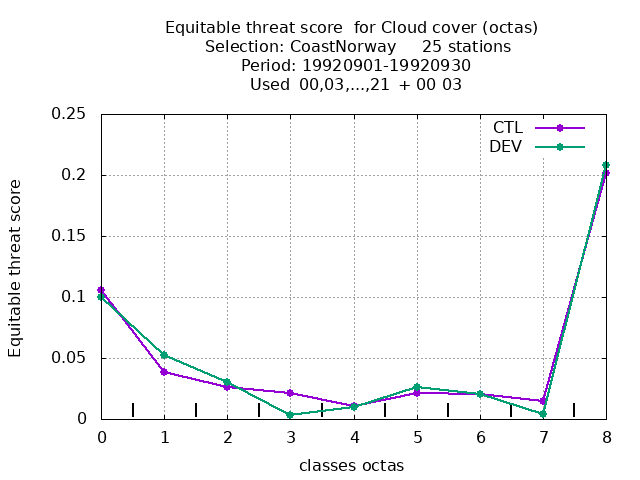 Equitable threat score  for Cloud cover (octas)
Selection: CoastNorway     25 stations
Period: 19920901-19920930
Used  00,03,...,21  + 00 03
CTL
DEV
0.25
0.2
0.15
0.1
0.05
0
Equitable threat score
0 1 2 3 4 5 6 7 8
classes octas